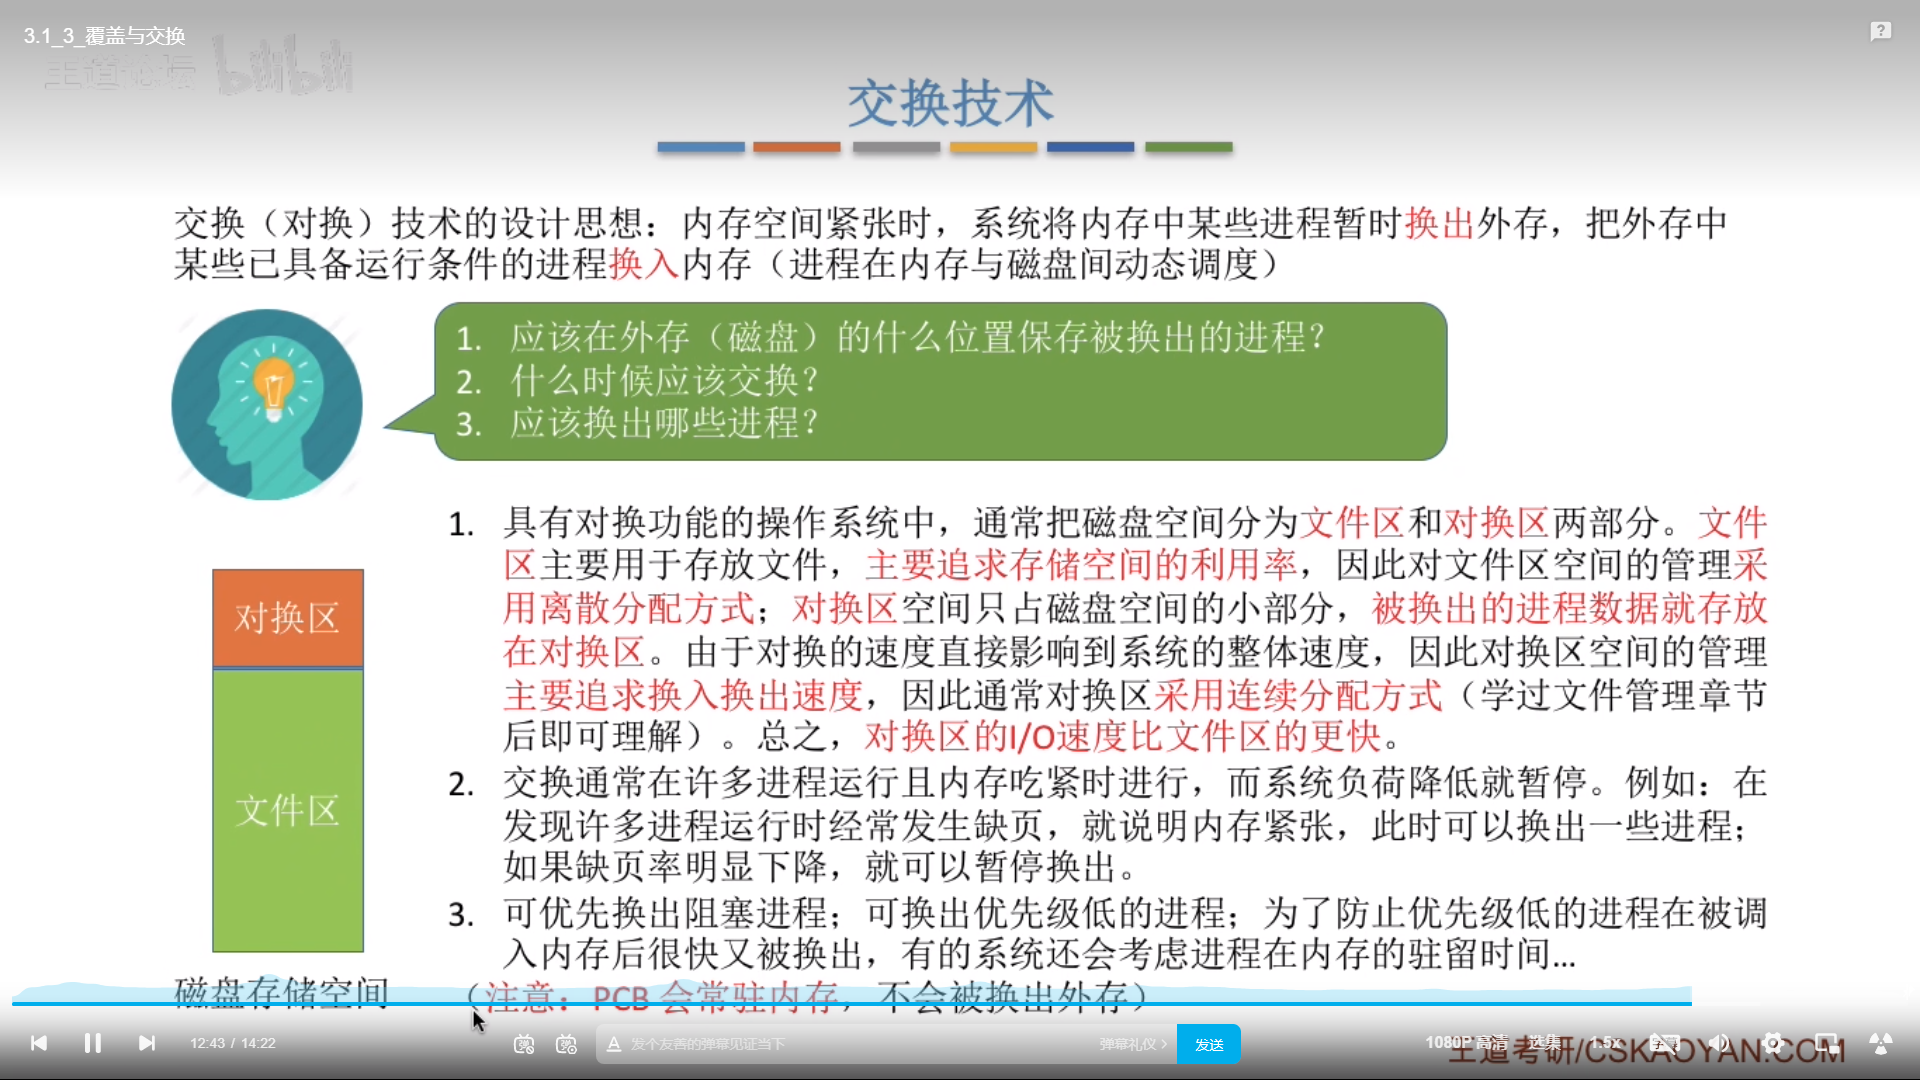 3.1_3_覆盖与交换
王道论坛 bilibili
交换技术
交换（对换）技术的设计思想：内存空间紧张时，系统将内存中某些进程暂时换出外存，把外存中
某些已具备运行条件的进程换入内存（进程在内存与磁盘间动态调度）
1. 应该在外存（磁盘）的什么位置保存被换出的进程？
2. 什么时候应该交换？
3. 应该换出哪些进程？
1. 具有对换功能的操作系统中，通常把磁盘空间分为文件区和对换区两部分。文件
区主要用于存放文件，主要追求存储空间的利用率，因此对文件区空间的管理采
用离散分配方式；对换区空间只占磁盘空间的小部分，被换出的进程数据就存放
在对换区。由于对换的速度直接影响到系统的整体速度，因此对换区空间的管理
主要追求换入换出速度，因此通常对换区采用连续分配方式（学过文件管理章节
后即可理解）。总之，对换区的I/O速度比文件区的更快。
2. 交换通常在许多进程运行且内存吃紧时进行，而系统负荷降低就暂停。例如：在
发现许多进程运行时经常发生缺页，就说明内存紧张，此时可以换出一些进程；
如果缺页率明显下降，就可以暂停换出。
3. 可优先换出阻塞进程；可换出优先级低的进程；为了防止优先级低的进程在被调
入内存后很快又被换出，有的系统还会考虑进程在内存的驻留时间…
（注意：PCB 会常驻内存，不会被换出外存）
对换区
文件区
磁盘存储空间
12:43 / 14:22
发个友善的弹幕见证当下
弹幕礼仪 >
发送
1080P 高清
选集
1.5x
王道考研/CSKAOYAN.COM